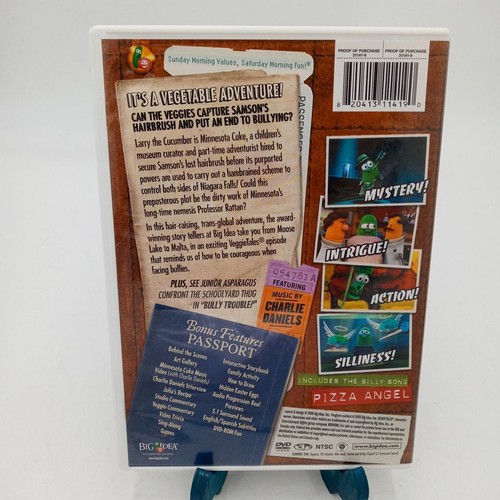 Sunday Morning Values, Saturday Morning Fun!®
PROOF OF PURCHASE
PROOF OF PURCHASE
8 20413 11419 0
IT'S A VEGETABLE ADVENTURE!
CAN THE VEGGIES CAPTURE SAMSON'S
HAIRBRUSH AND PUT AN END TO BULLYING?
Larry the Cucumber is Minnesota Cuke, a children's
museum curator and part-time adventurist hired to
secure Samson's lost hairbrush before its purported
powers are used to carry out a harebrained scheme to
control both sides of Niagara Falls! Could this
preposterous plot be the dirty work of Minnesota's
long-time nemesis Professor Rattan?
In this hair-raising, trans-global adventure, the award-
winning story tellers at Big Idea take you from Moose
Lake to Malta, in an exciting VeggieTales® episode
that reminds us of how to be courageous when
facing bullies.
PLUS, SEE JUNIOR ASPARAGUS
CONFRONT THE SCHOOLYARD THUG
IN "BULLY TROUBLE!"
054781A
FEATURING
MUSIC BY
CHARLIE
DANIELS
MYSTERY!
INTRIGUE!
ACTION!
SILLINESS!
INCLUDES THE SILLY SONG
PIZZA ANGEL
Bonus Features
PASSPORT
Behind the Scenes
Art Gallery
Minnesota Cuke Music
Video (with Charlie Daniels)
Charlie Daniels Interview
Julia's Recipe
Studio Commentary
Veggie Commentary
Video Trivia
Sing-Along
Interactive Storybook
Family Activity
How to Draw
Hidden Easter Eggs
Audio Progression Reel
Previews
5.1 Surround Sound
English/Spanish Subtitles
DVD-ROM Fun
BIG IDEA
www.bigidea.com
DVD
VIDEO
NTSC